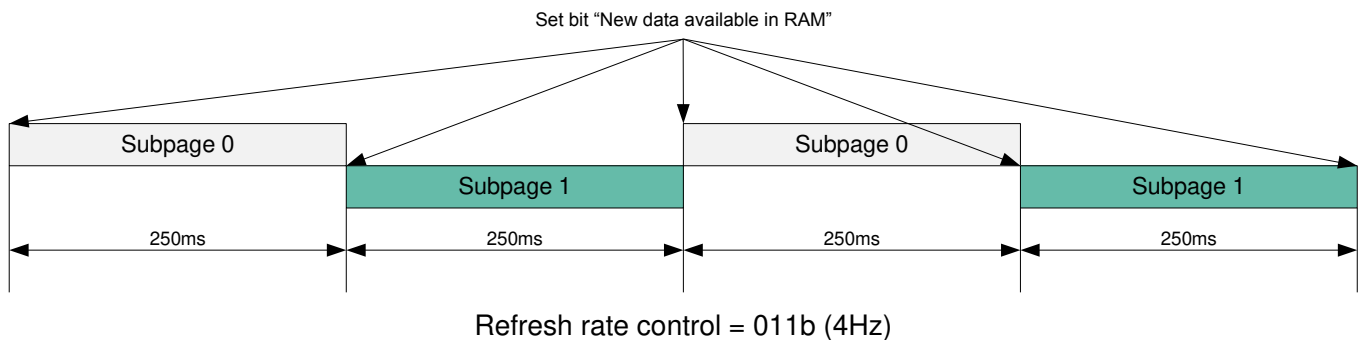 Set bit “New data available in RAM”
Subpage 0
Subpage 0
Subpage 1
Subpage 1
250ms
250ms
250ms
250ms
Refresh rate control = 011b (4Hz)